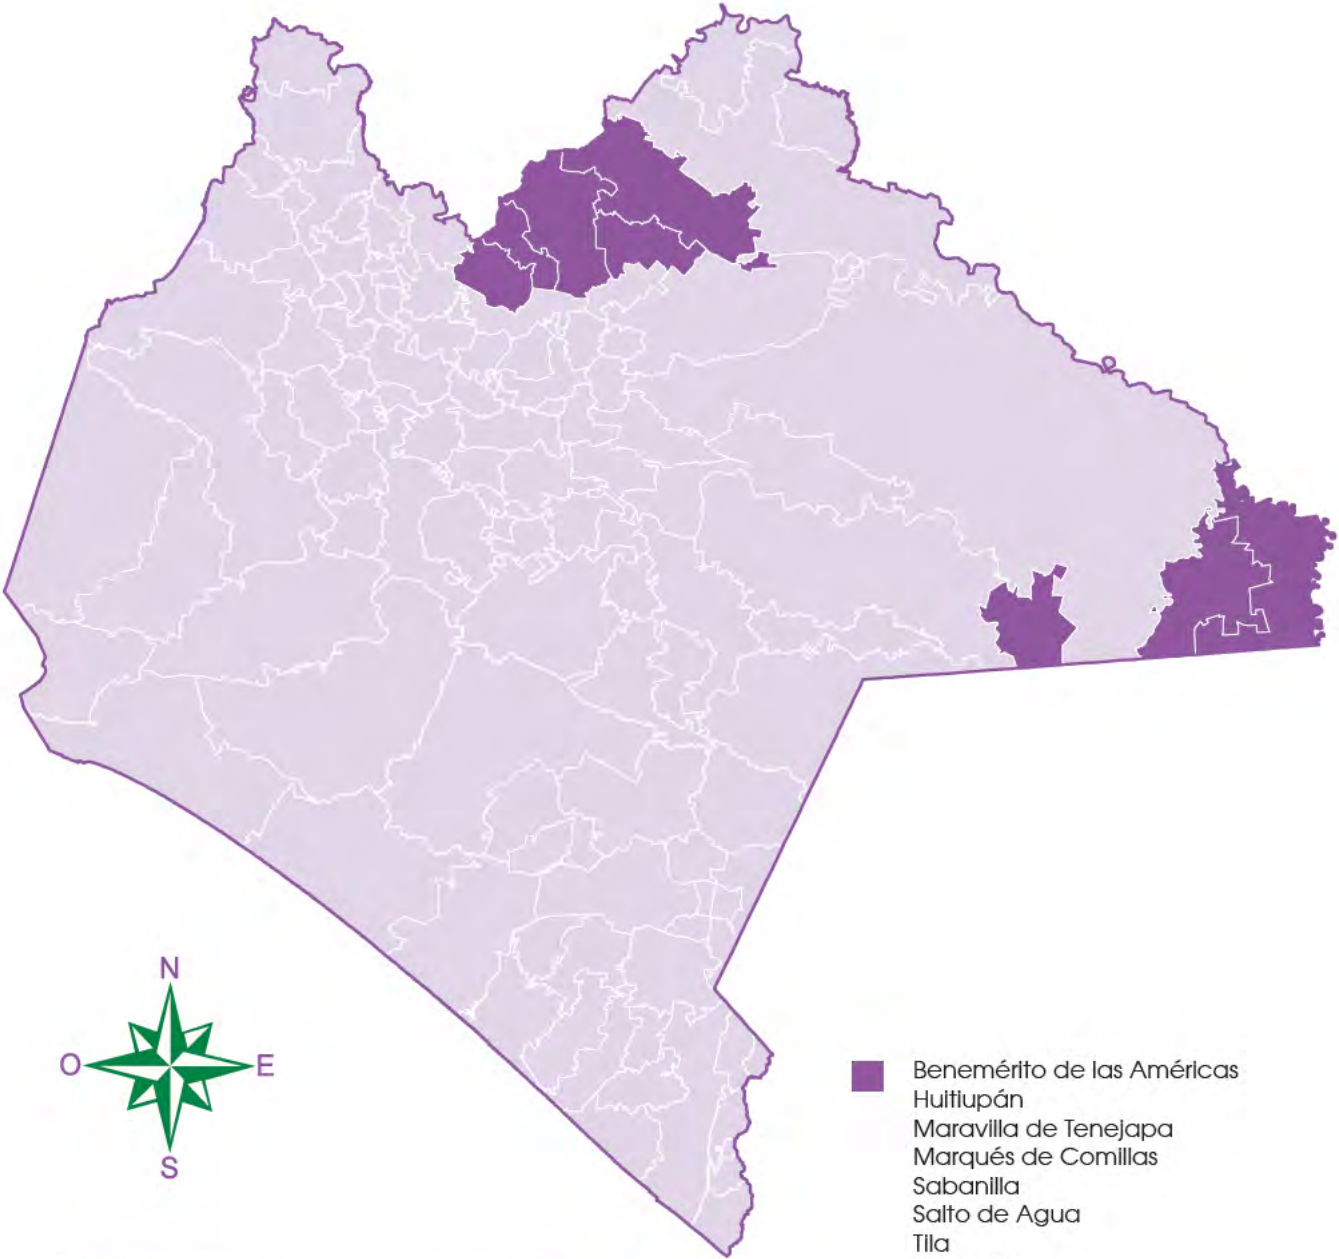 N
O E
S
Benemérito de las Américas
Huitiupán
Maravilla de Tenejapa
Marqués de Comillas
Sabanilla
Salto de Agua
Tila